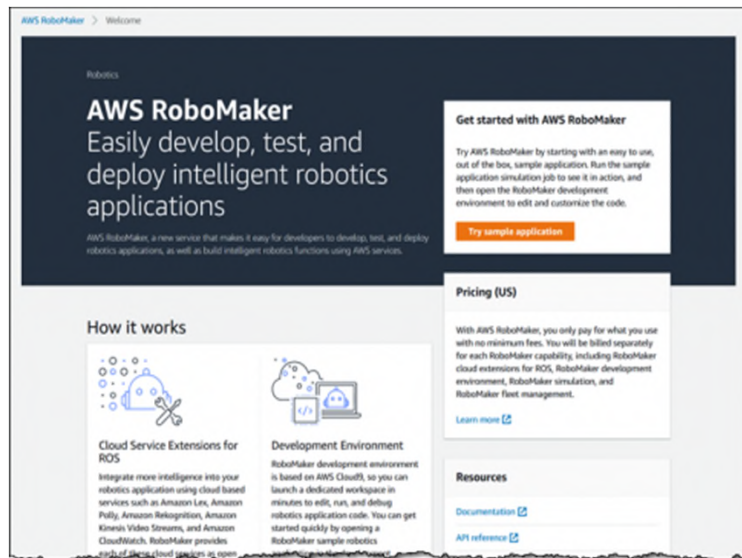 AWS RoboMaker > Welcome
Robotics
AWS RoboMaker
Easily develop, test, and
deploy intelligent robotics
applications
AWS RoboMaker, a new service that makes it easy for developers to develop, test, and deploy
robotics applications, as well as build intelligent robotics functions using AWS services.
Get started with AWS RoboMaker
Try AWS RoboMaker by starting with an easy to use,
out of the box, sample application. Run the sample
application simulation job to see it in action, and
then open the RoboMaker development
environment to edit and customize the code.
Try sample application
Pricing (US)
With AWS RoboMaker, you only pay for what you use
with no minimum fees. You will be billed separately
for each RoboMaker capability, including RoboMaker
cloud extensions for ROS, RoboMaker development
environment, RoboMaker simulation, and
RoboMaker fleet management.
Learn more
Resources
Documentation
API reference
How it works
Cloud Service Extensions for
ROS
Integrate more intelligence into your
robotics application using cloud based
services such as Amazon Lex, Amazon
Polly, Amazon Rekognition, Amazon
Kinesis Video Streams, and Amazon
CloudWatch. RoboMaker provides
each of these cloud services as open
Development Environment
RoboMaker development environment
is based on AWS Cloud9, so you can
launch a dedicated workspace in
minutes to edit, run, and debug
robotics application code. You can get
started quickly by opening a
RoboMaker sample robotics